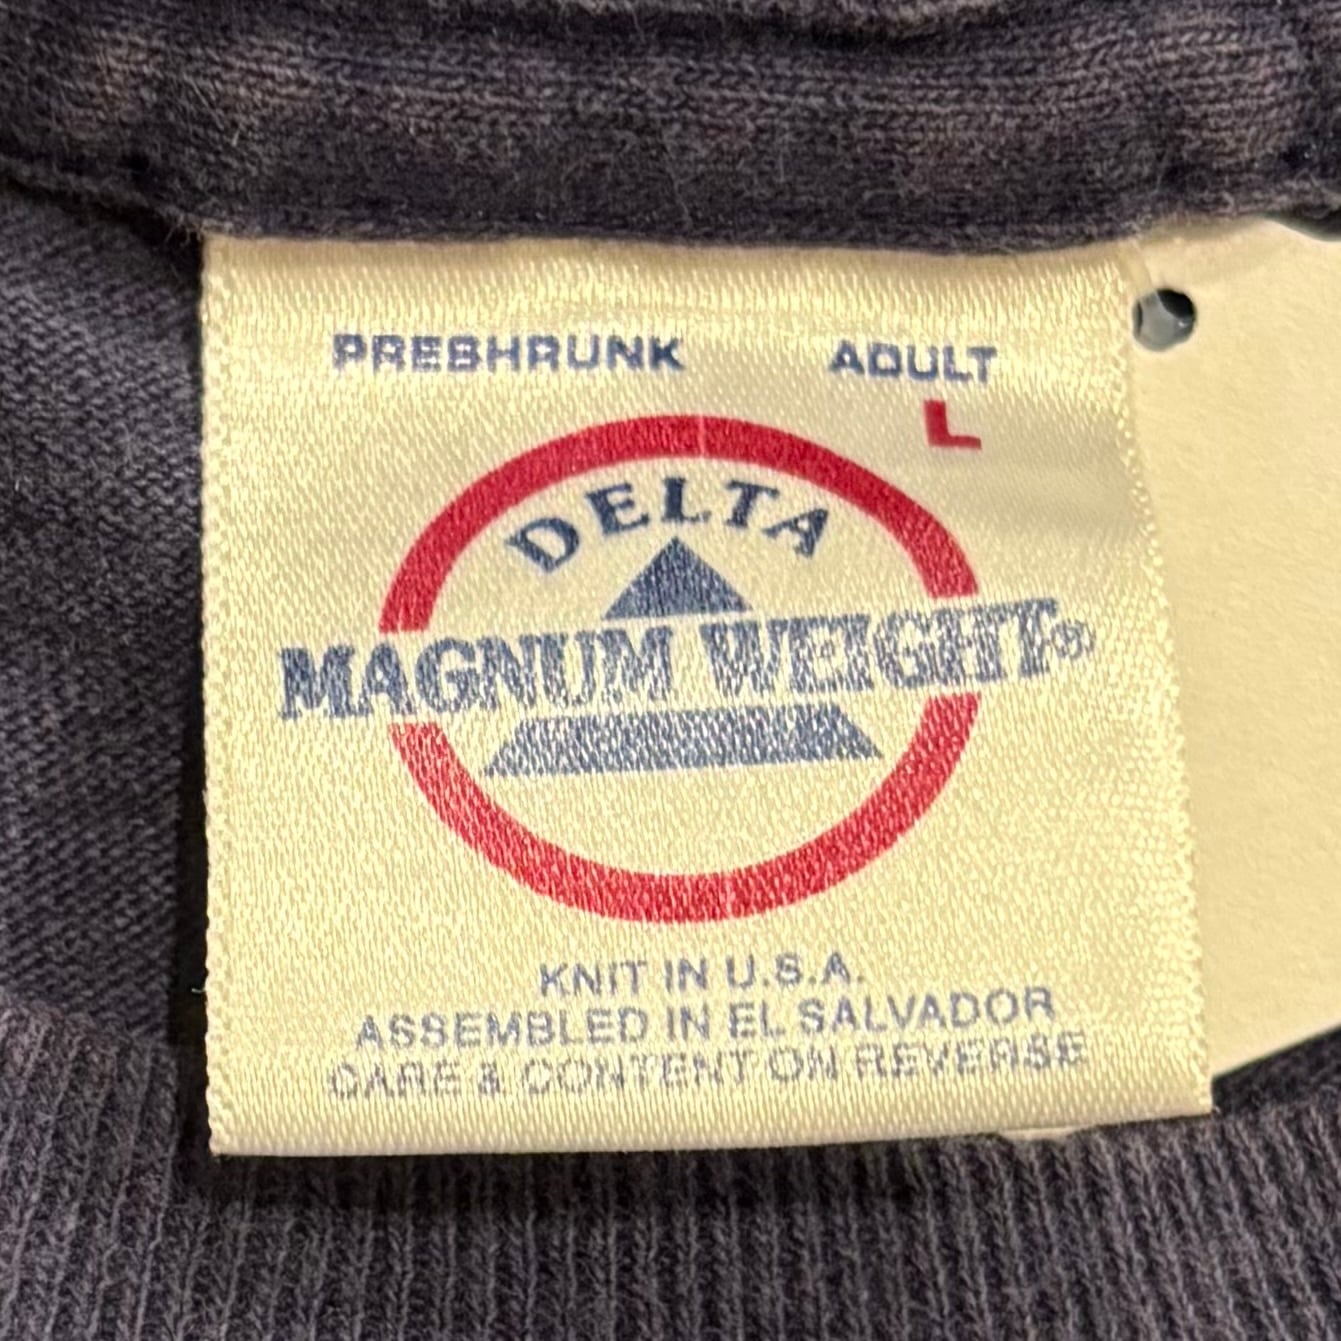 PRESHRUNK ADULT
L
DELTA
MAGNUM WEIGHT®
KNIT IN U.S.A.
ASSEMBLED IN EL SALVADOR
CARE & CONTENT ON REVERSE